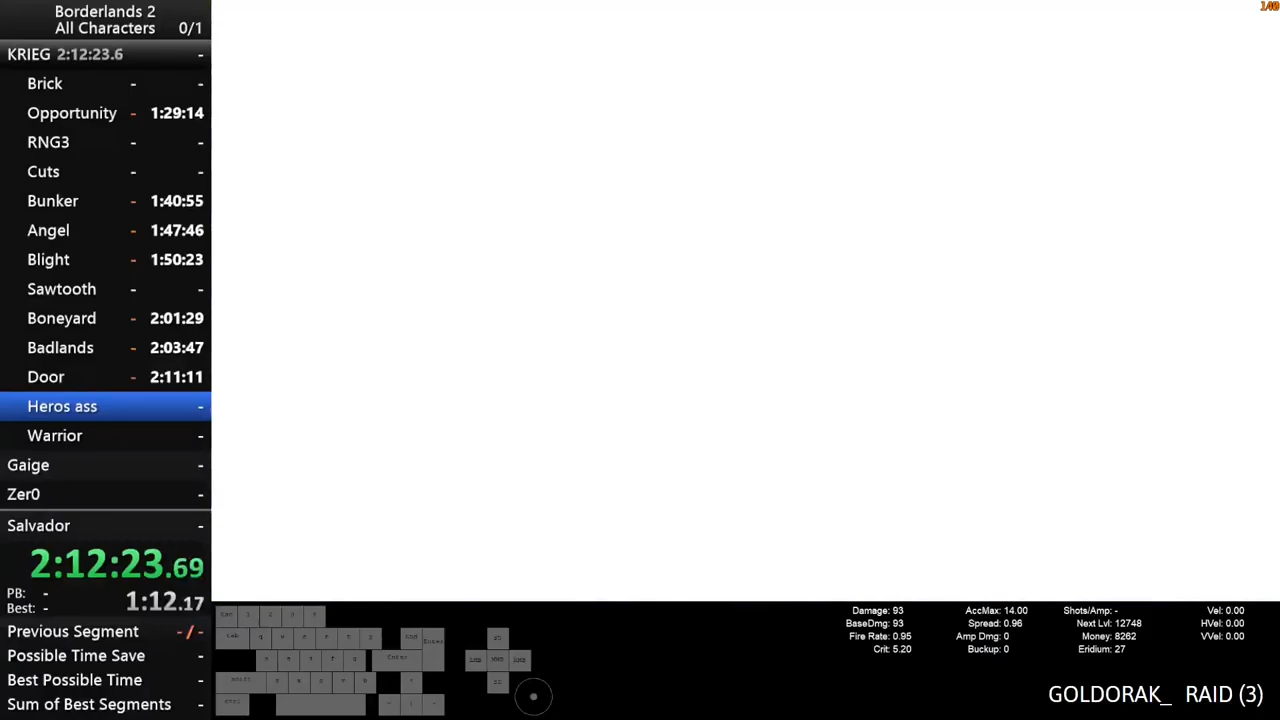 140
Borderlands 2
All Characters 0/1
KRIEG 2:12:23.6 -
Brick - -
Opportunity - 1:29:14
RNG3 - -
Cuts - -
Bunker - 1:40:55
Angel - 1:47:46
Blight - 1:50:23
Sawtooth - -
Boneyard - 2:01:29
Badlands - 2:03:47
Door - 2:11:11
Heros ass -
Warrior -
Gaige -
Zer0 -
Salvador -
2:12:23.69
PB: -
Best: - 1:12.17
Previous Segment - / -
Possible Time Save -
Best Possible Time -
Sum of Best Segments -
Damage: 93 AccMax: 14.00 Shots/Amp: - Vel: 0.00
BaseDmg: 93 Spread: 0.96 Next Lvl: 12748 HVel: 0.00
Fire Rate: 0.95 Amp Dmg: 0 Money: 8262 VVel: 0.00
Crit: 5.20 Buckup: 0 Eridium: 27
GOLDORAK_ RAID (3)